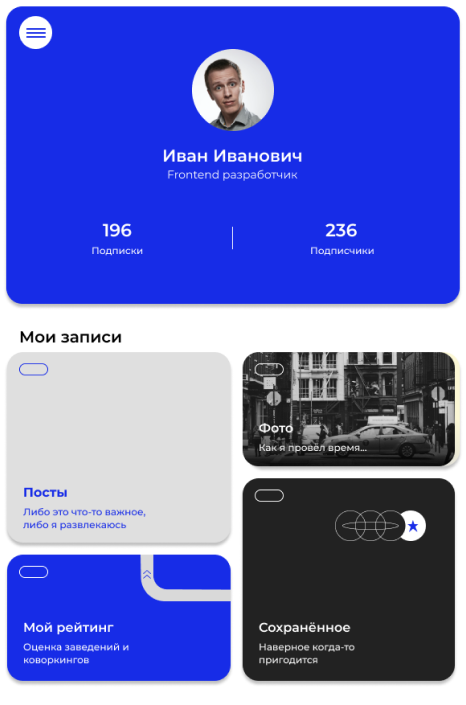 Иван Иванович
Frontend разработчик
196
Подписки
236
Подписчики
Мои записи
Посты
Либо это что-то важное,
либо я развлекаюсь
Фото
Как я провёл время...
Мой рейтинг
Оценка заведений и
коворкингов
Сохранённое
Наверное когда-то
пригодится